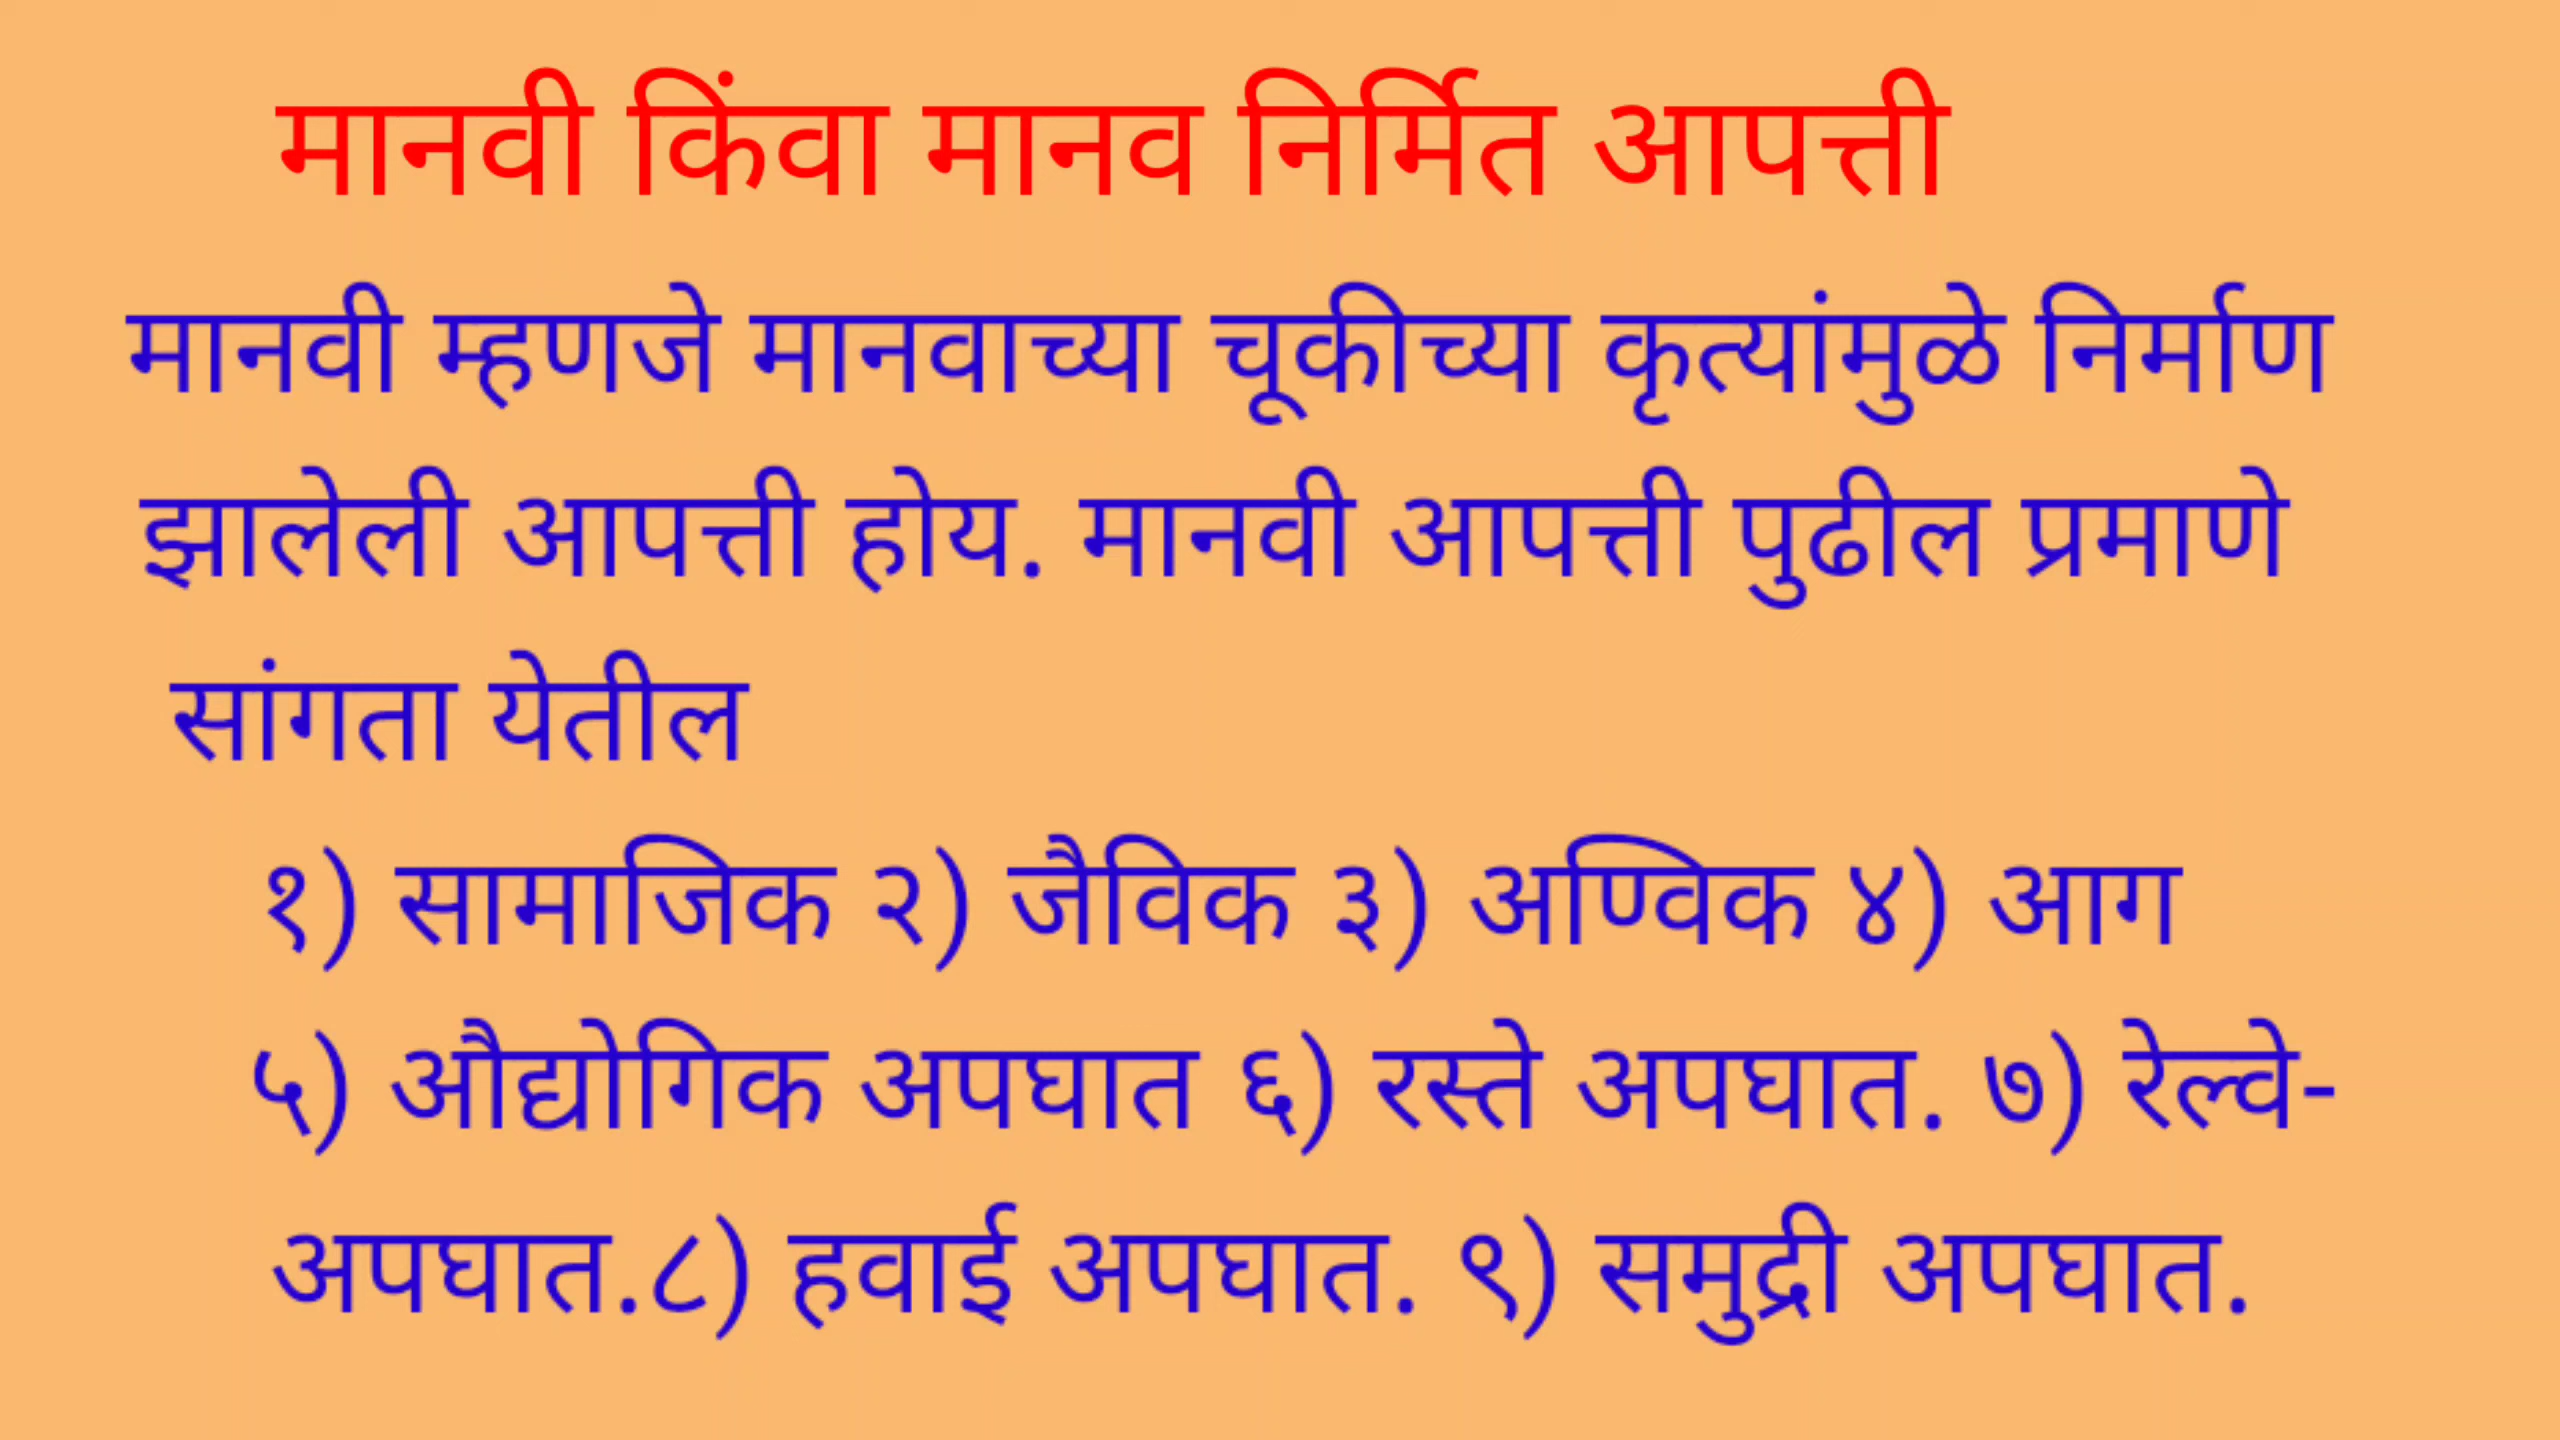 मानवी किंवा मानव निर्मित आपत्ती
मानवी म्हणजे मानवाच्या चूकीच्या कृत्यांमुळे निर्माण
झालेली आपत्ती होय. मानवी आपत्ती पुढील प्रमाणे
सांगता येतील
१) सामाजिक २) जैविक ३) अण्विक ४) आग
५) औद्योगिक अपघात ६) रस्ते अपघात. ७) रेल्वे-
अपघात.८) हवाई अपघात. ९) समुद्री अपघात.